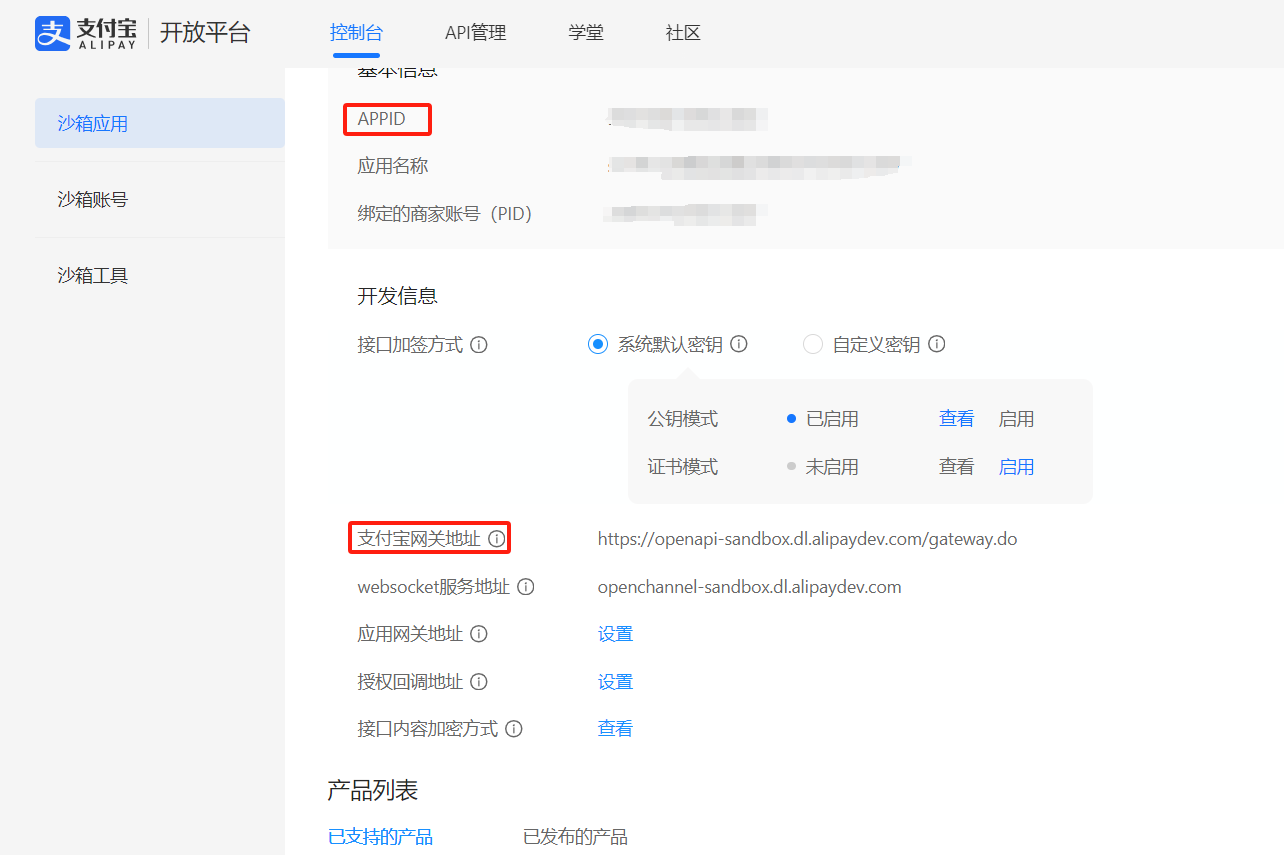 支付宝 ALIPAY 开放平台 控制台 API管理 学堂 社区
沙箱应用
沙箱账号
沙箱工具
基本信息
APPID
应用名称
绑定的商家账号（PID）
开发信息
接口加签方式 系统默认密钥 自定义密钥
公钥模式 已启用 查看 启用
证书模式 未启用 查看 启用
支付宝网关地址 https://openapi-sandbox.dl.alipaydev.com/gateway.do
websocket服务地址 openchannel-sandbox.dl.alipaydev.com
应用网关地址 设置
授权回调地址 设置
接口内容加密方式 查看
产品列表
已支持的产品 已发布的产品